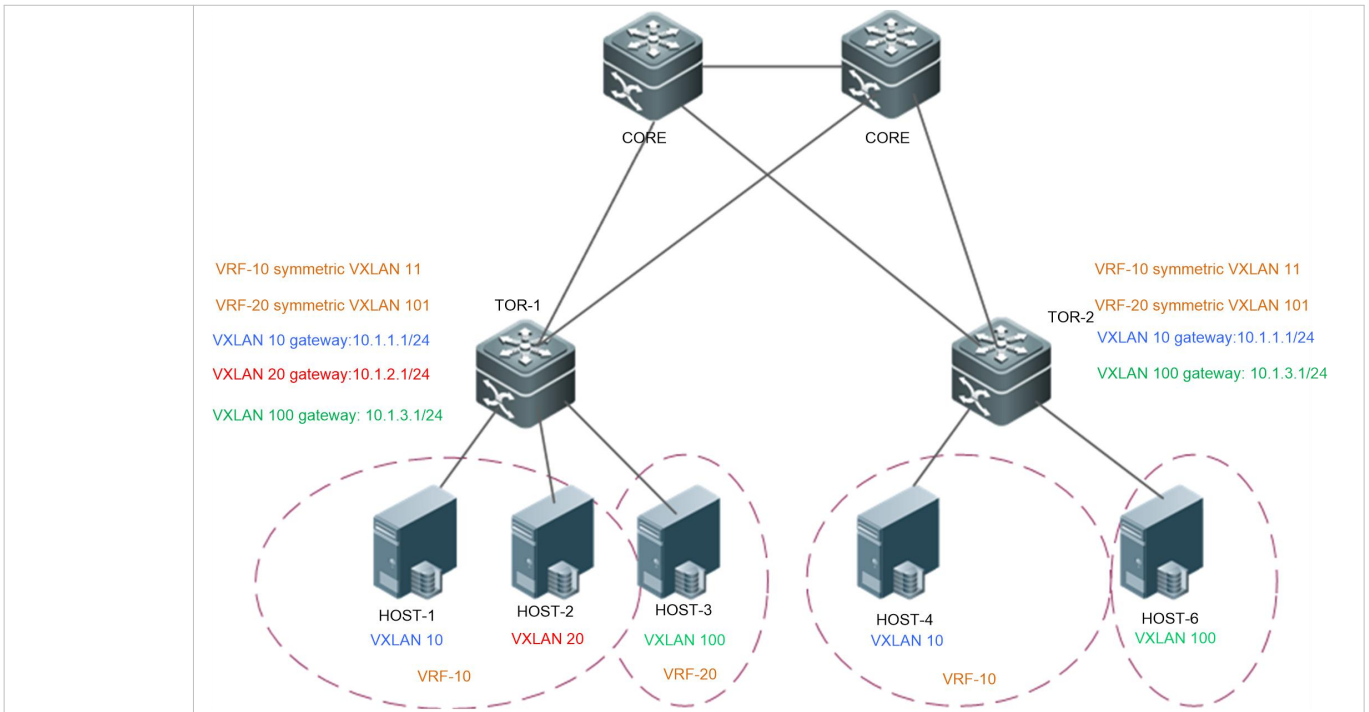 CORE
CORE
VRF-10 symmetric VXLAN 11
VRF-20 symmetric VXLAN 101
TOR-1
VXLAN 10 gateway:10.1.1.1/24
VXLAN 20 gateway:10.1.2.1/24
VXLAN 100 gateway: 10.1.3.1/24
VRF-10 symmetric VXLAN 11
VRF-20 symmetric VXLAN 101
TOR-2
VXLAN 10 gateway:10.1.1.1/24
VXLAN 100 gateway: 10.1.3.1/24
HOST-1
VXLAN 10
HOST-2
VXLAN 20
HOST-3
VXLAN 100
VRF-10
VRF-20
HOST-4
VXLAN 10
HOST-6
VXLAN 100
VRF-10